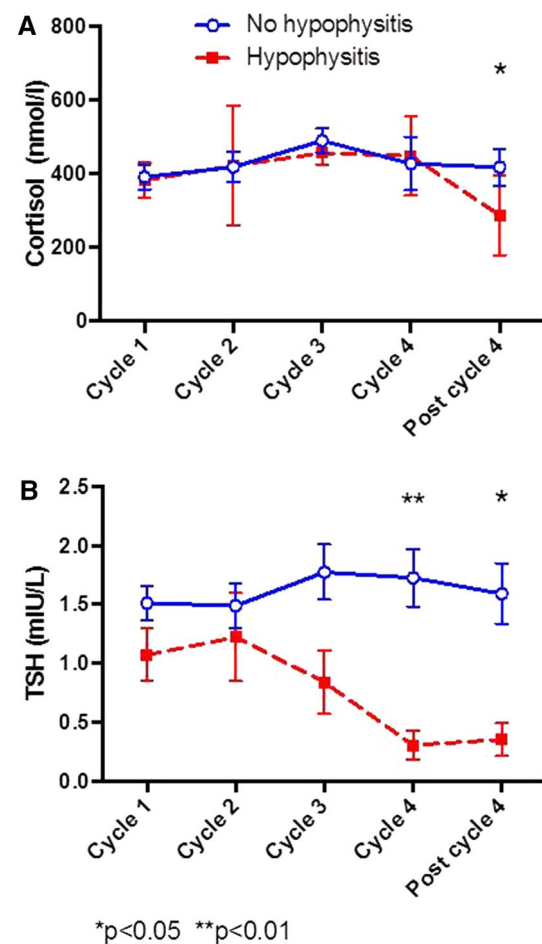 A
No hypophysitis
Hypophysitis
Cortisol (nmol/l)
800
600
400
200
0
*
Cycle 1
Cycle 2
Cycle 3
Cycle 4
Post cycle 4
B
TSH (mIU/L)
2.5
2.0
1.5
1.0
0.5
0.0
**
*
Cycle 1
Cycle 2
Cycle 3
Cycle 4
Post cycle 4
*p<0.05 **p<0.01